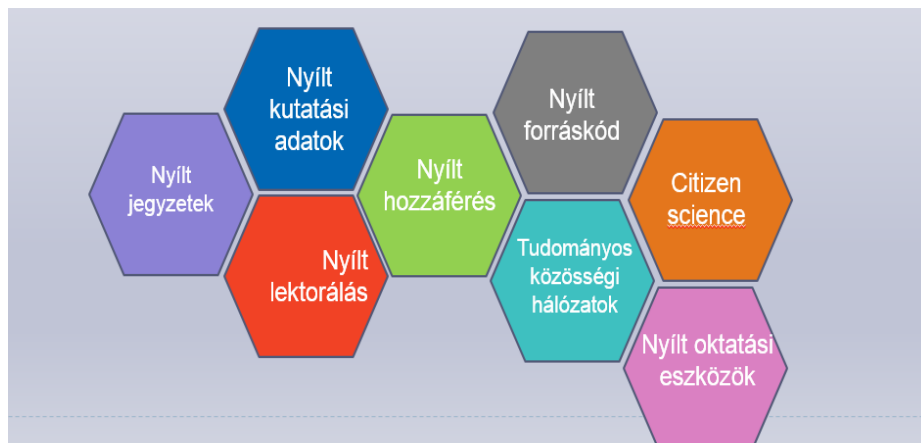 Nyílt
jegyzetek
Nyílt
kutatási
adatok
Nyílt
lektorálás
Nyílt
hozzáférés
Nyílt
forráskód
Tudományos
közösségi
hálózatok
Citizen
science
Nyílt oktatási
eszközök